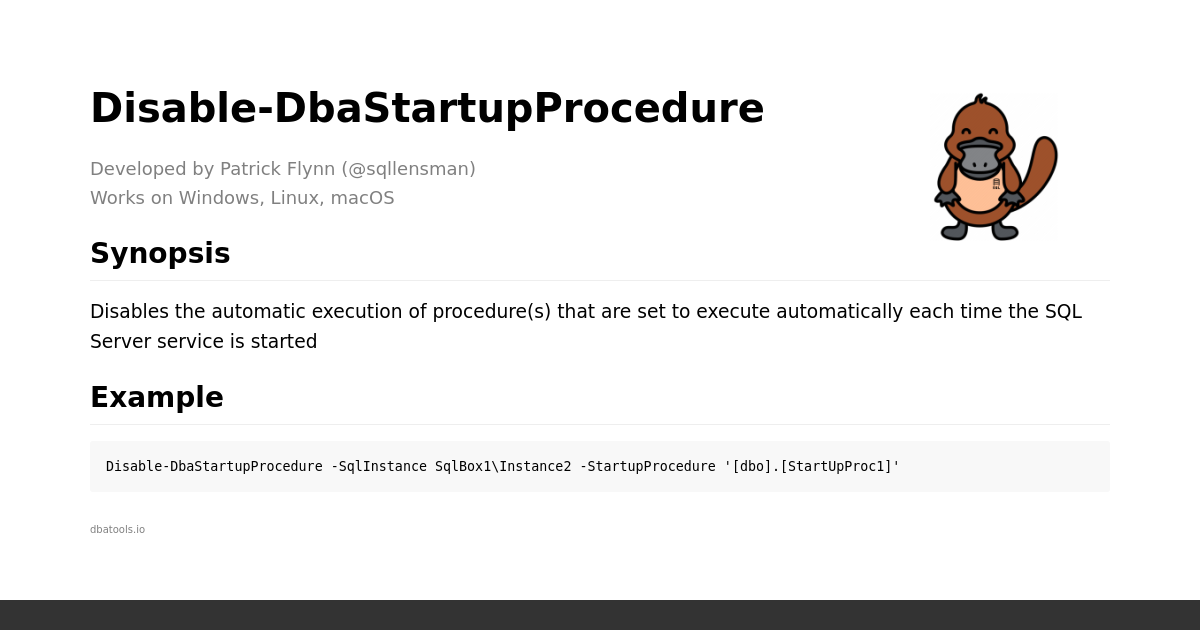 Disable-DbaStartupProcedure
Developed by Patrick Flynn (@sqllensman)
Works on Windows, Linux, macOS
Synopsis
Disables the automatic execution of procedure(s) that are set to execute automatically each time the SQL
Server service is started
Example
Disable-DbaStartupProcedure -SqlInstance SqlBox1\Instance2 -StartupProcedure '[dbo].[StartUpProc1]'
dbatools.io